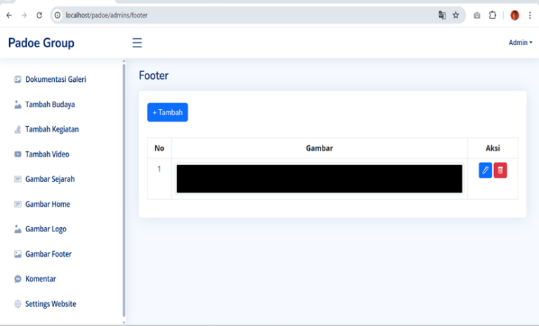 localhost/padoe/admins/footer
Padoe Group
Admin
Dokumentasi Galeri
Tambah Budaya
Tambah Kegiatan
Tambah Video
Gambar Sejarah
Gambar Home
Gambar Logo
Gambar Footer
Komentar
Settings Website
Footer
+ Tambah
No Gambar Aksi
1